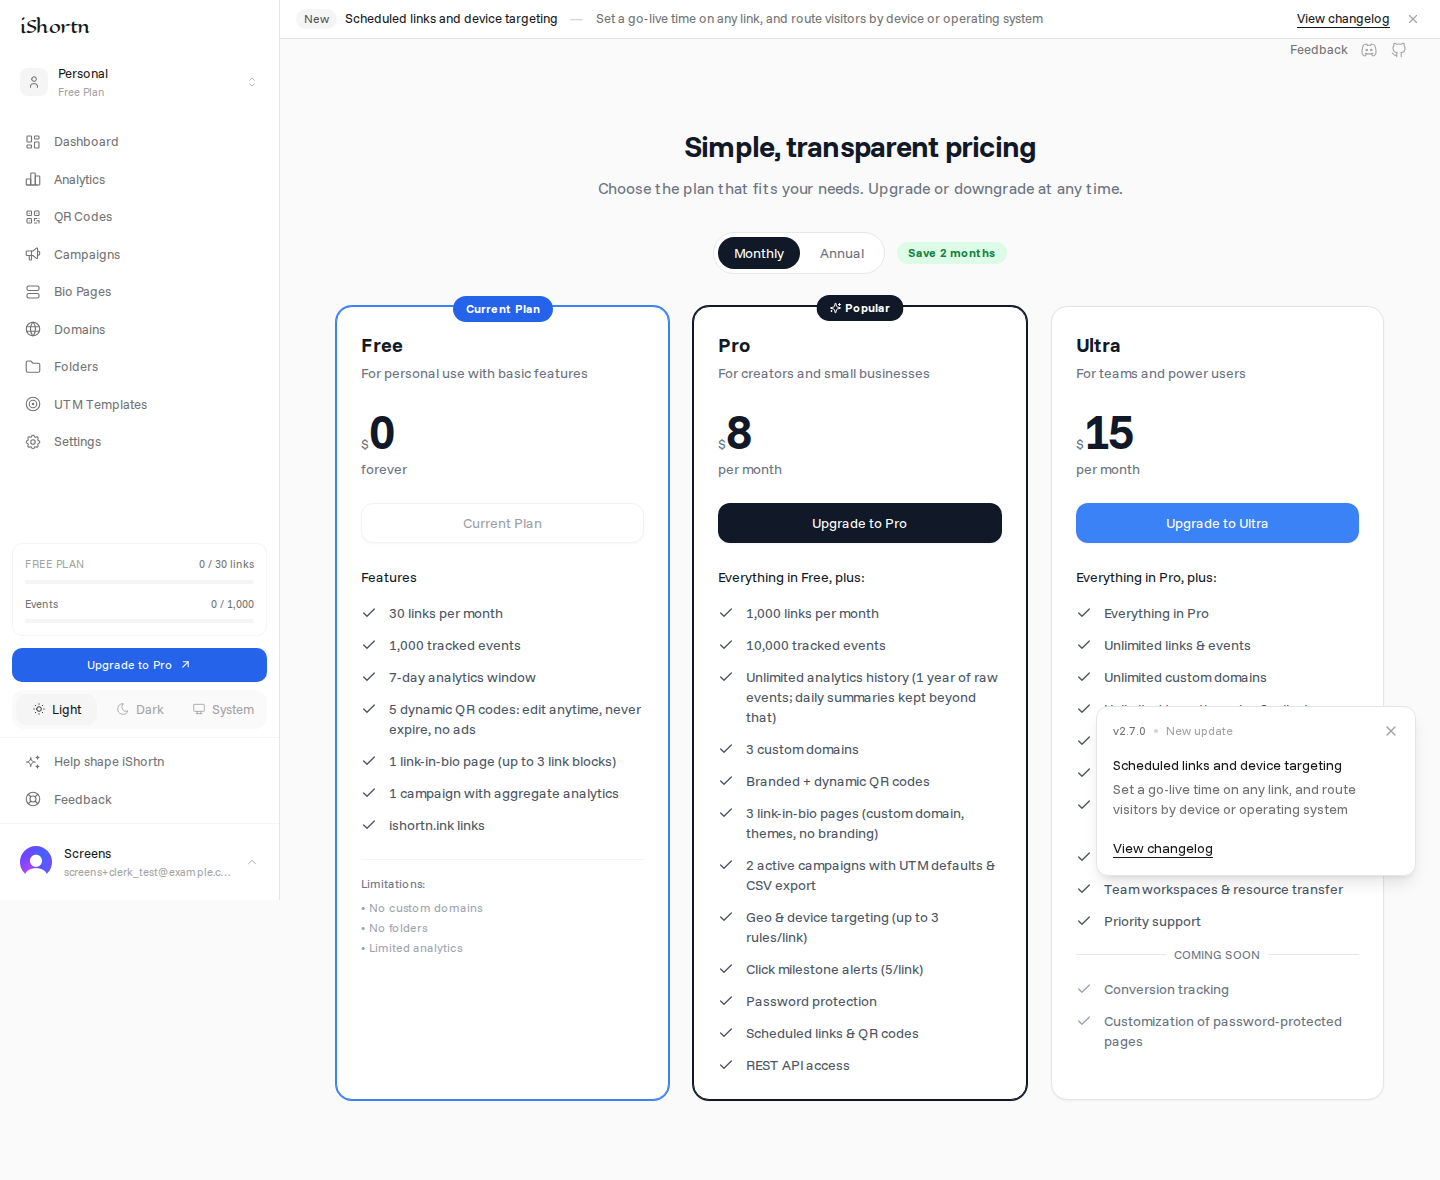 iShortn
Personal
Free Plan
Dashboard
Analytics
QR Codes
Campaigns
Bio Pages
Domains
Folders
UTM Templates
Settings
FREE PLAN 0 / 30 links
Events 0 / 1,000
Upgrade to Pro
Light Dark System
Help shape iShortn
Feedback
Screens
screens+clerk_test@example.c...
New Scheduled links and device targeting — Set a go-live time on any link, and route visitors by device or operating system View changelog
Feedback
Simple, transparent pricing
Choose the plan that fits your needs. Upgrade or downgrade at any time.
Monthly Annual Save 2 months
Current Plan
Free
For personal use with basic features
$0
forever
Current Plan
Features
30 links per month
1,000 tracked events
7-day analytics window
5 dynamic QR codes: edit anytime, never
expire, no ads
1 link-in-bio page (up to 3 link blocks)
1 campaign with aggregate analytics
ishortn.ink links
Limitations:
• No custom domains
• No folders
• Limited analytics
Popular
Pro
For creators and small businesses
$8
per month
Upgrade to Pro
Everything in Free, plus:
1,000 links per month
10,000 tracked events
Unlimited analytics history (1 year of raw
events; daily summaries kept beyond
that)
3 custom domains
Branded + dynamic QR codes
3 link-in-bio pages (custom domain,
themes, no branding)
2 active campaigns with UTM defaults &
CSV export
Geo & device targeting (up to 3
rules/link)
Click milestone alerts (5/link)
Password protection
Scheduled links & QR codes
REST API access
Ultra
For teams and power users
$15
per month
Upgrade to Ultra
Everything in Pro, plus:
Everything in Pro
Unlimited links & events
Unlimited custom domains
v2.7.0 • New update
Scheduled links and device targeting
Set a go-live time on any link, and route
visitors by device or operating system
View changelog
Team workspaces & resource transfer
Priority support
COMING SOON
Conversion tracking
Customization of password-protected
pages